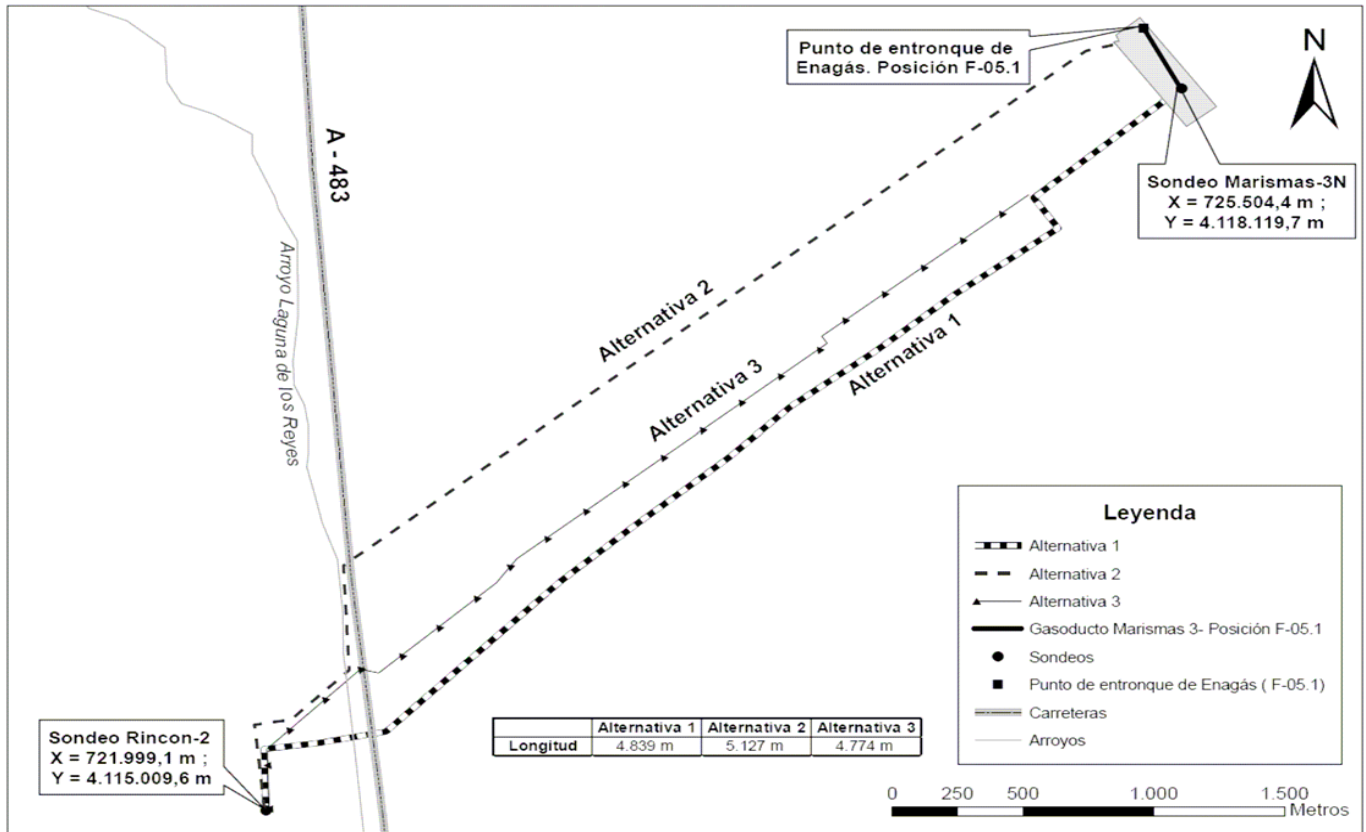 Punto de entronque de
Enagás. Posición F-05.1
N
A - 483
Sondeo Marismas-3N
X = 725.504,4 m ;
Y = 4.118.119,7 m
Arroyo Laguna de los Reyes
Alternativa 2
Alternativa 3
Alternativa 1
Leyenda
Alternativa 1
Alternativa 2
Alternativa 3
Gasoducto Marismas 3- Posición F-05.1
Sondeos
Punto de entronque de Enagás ( F-05.1)
Carreteras
Arroyos
Sondeo Rincon-2
X = 721.999,1 m ;
Y = 4.115.009,6 m
Alternativa 1 Alternativa 2 Alternativa 3
Longitud 4.839 m 5.127 m 4.774 m
0 250 500 1.000 1.500
Metros